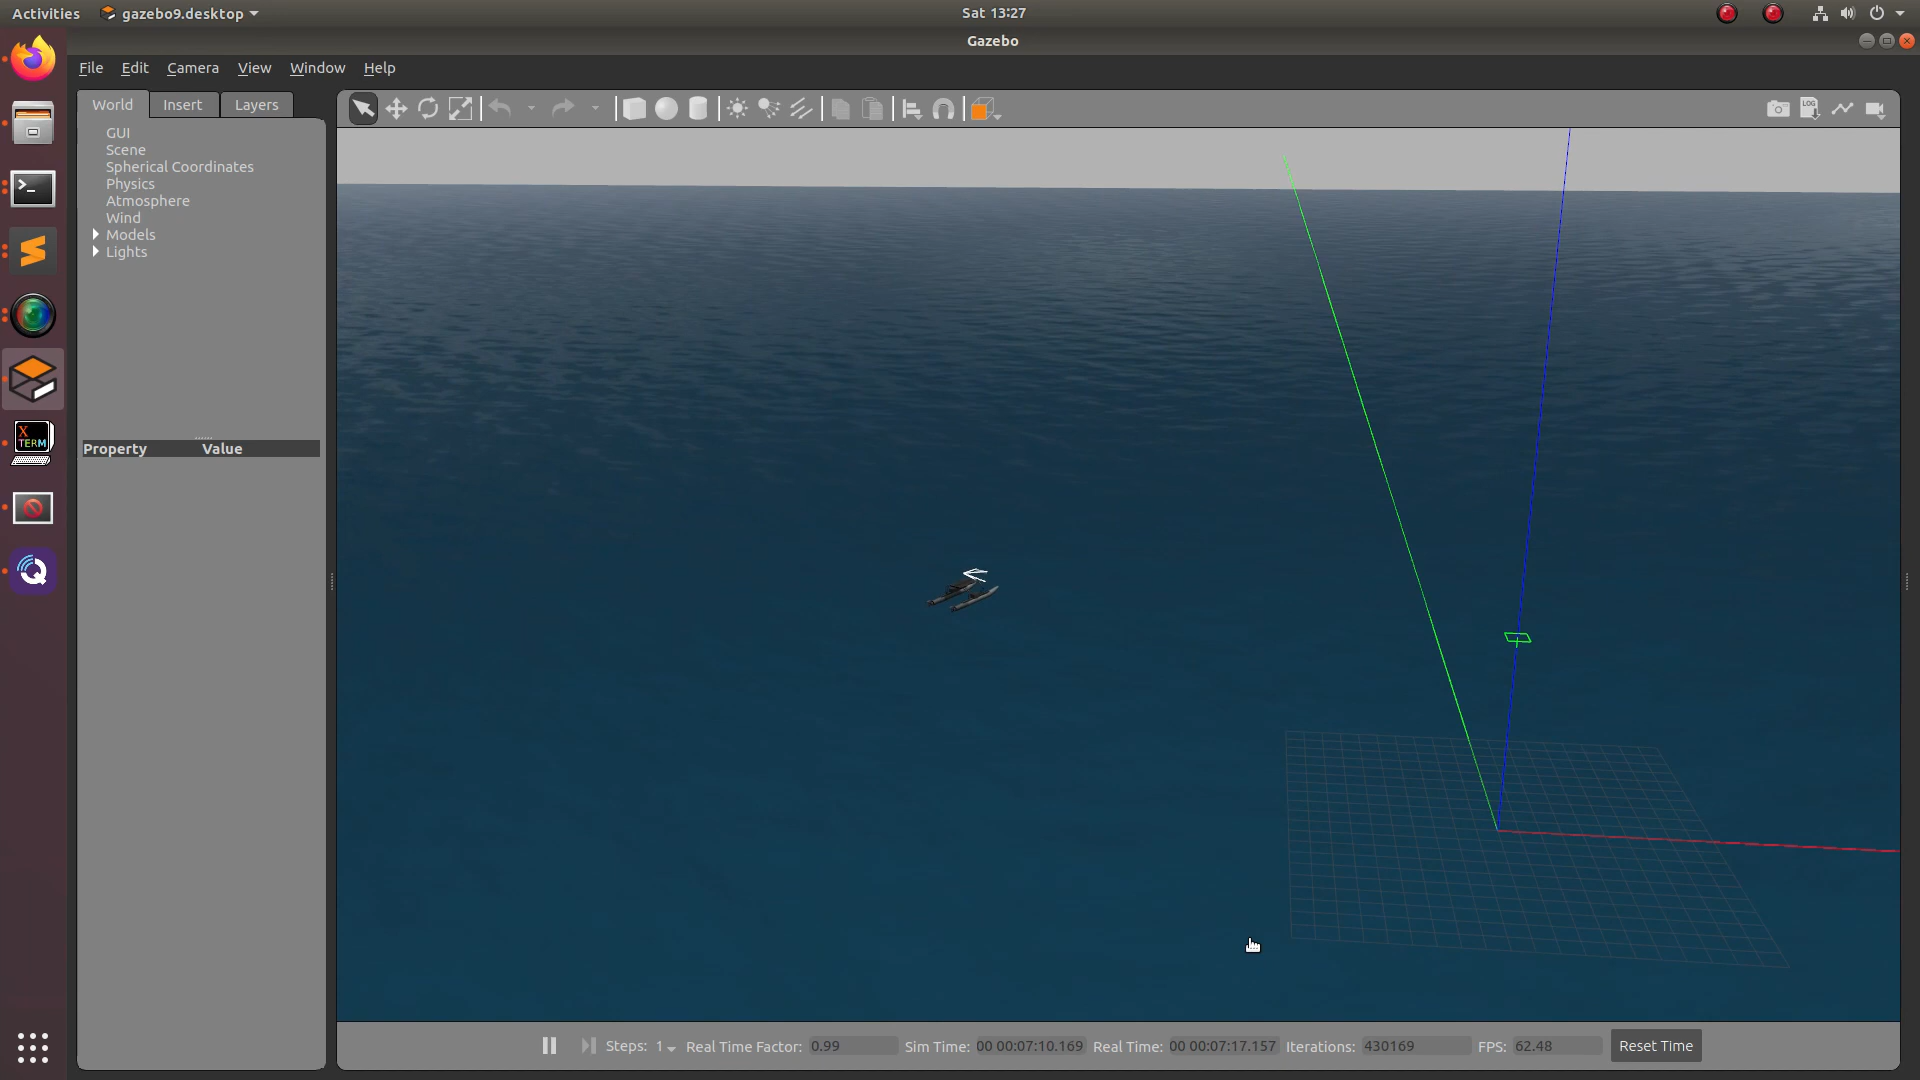 Activities gazebo9.desktop Sat 13:27
Gazebo
File Edit Camera View Window Help
World Insert Layers
LOG
GUI
Scene
Spherical Coordinates
Physics
Atmosphere
Wind
Models
Lights
X
TERM
Property Value
Steps: 1 Real Time Factor: 0.99 Sim Time: 00 00:07:10.169 Real Time: 00 00:07:17.157 Iterations: 430169 FPS: 62.48 Reset Time